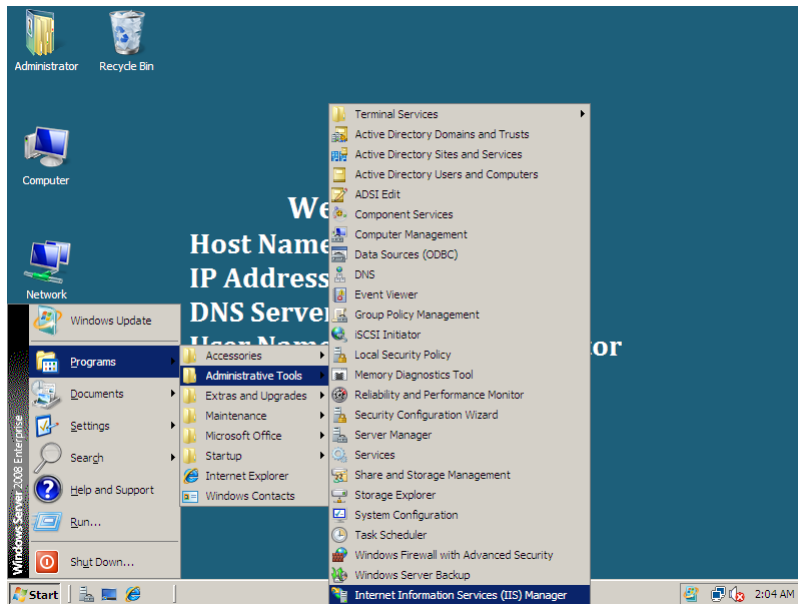 Administrator
Recycle Bin
Computer
Network
We
Host Name
IP Address
DNS Server
User Name
or
Windows Server 2008 Enterprise
Windows Update
Programs
Documents
Settings
Search
Help and Support
Run...
Shut Down...
Accessories
Administrative Tools
Extras and Upgrades
Maintenance
Microsoft Office
Startup
Internet Explorer
Windows Contacts
Terminal Services
Active Directory Domains and Trusts
Active Directory Sites and Services
Active Directory Users and Computers
ADSI Edit
Component Services
Computer Management
Data Sources (ODBC)
DNS
Event Viewer
Group Policy Management
iSCSI Initiator
Local Security Policy
Memory Diagnostics Tool
Reliability and Performance Monitor
Security Configuration Wizard
Server Manager
Services
Share and Storage Management
Storage Explorer
System Configuration
Task Scheduler
Windows Firewall with Advanced Security
Windows Server Backup
Internet Information Services (IIS) Manager
Start
2:04 AM